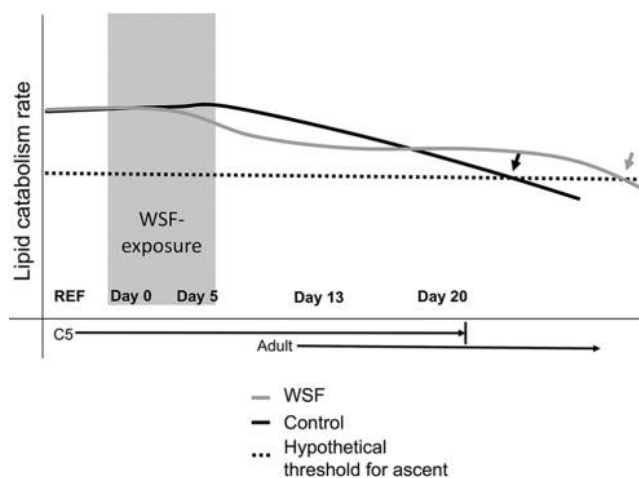 Lipid catabolism rate
WSF-
exposure
REF Day 0 Day 5 Day 13 Day 20
C5
Adult
WSF
Control
Hypothetical
threshold for ascent